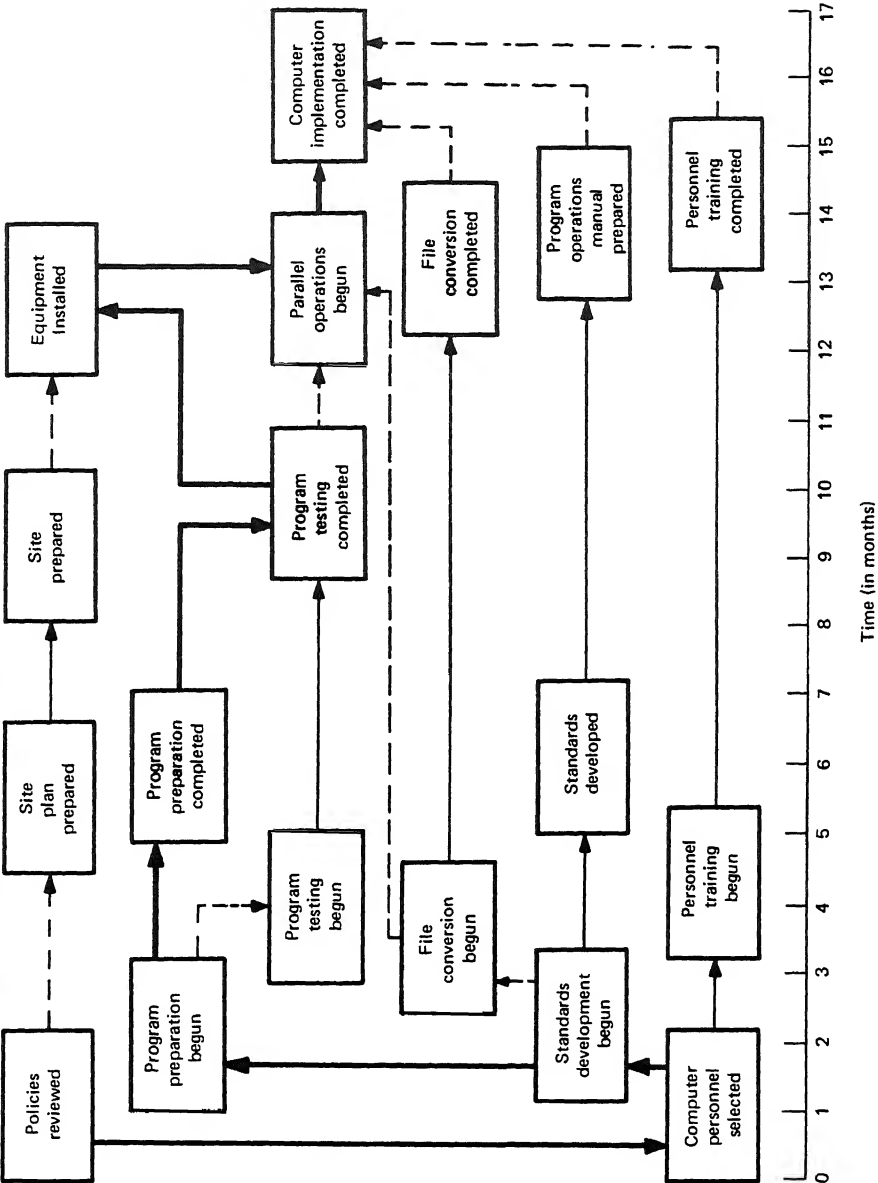 Policies
reviewed
Site
plan
prepared
Site
prepared
Equipment
Installed
Program
preparation
begun
Program
preparation
completed
Program
testing
begun
Program
testing
completed
Parallel
operations
begun
Computer
implementation
completed
File
conversion
begun
File
conversion
completed
Standards
development
begun
Standards
developed
Program
operations
manual
prepared
Computer
personnel
selected
Personnel
training
begun
Personnel
training
completed
0 1 2 3 4 5 6 7 8 9 10 11 12 13 14 15 16 17
Time (in months)